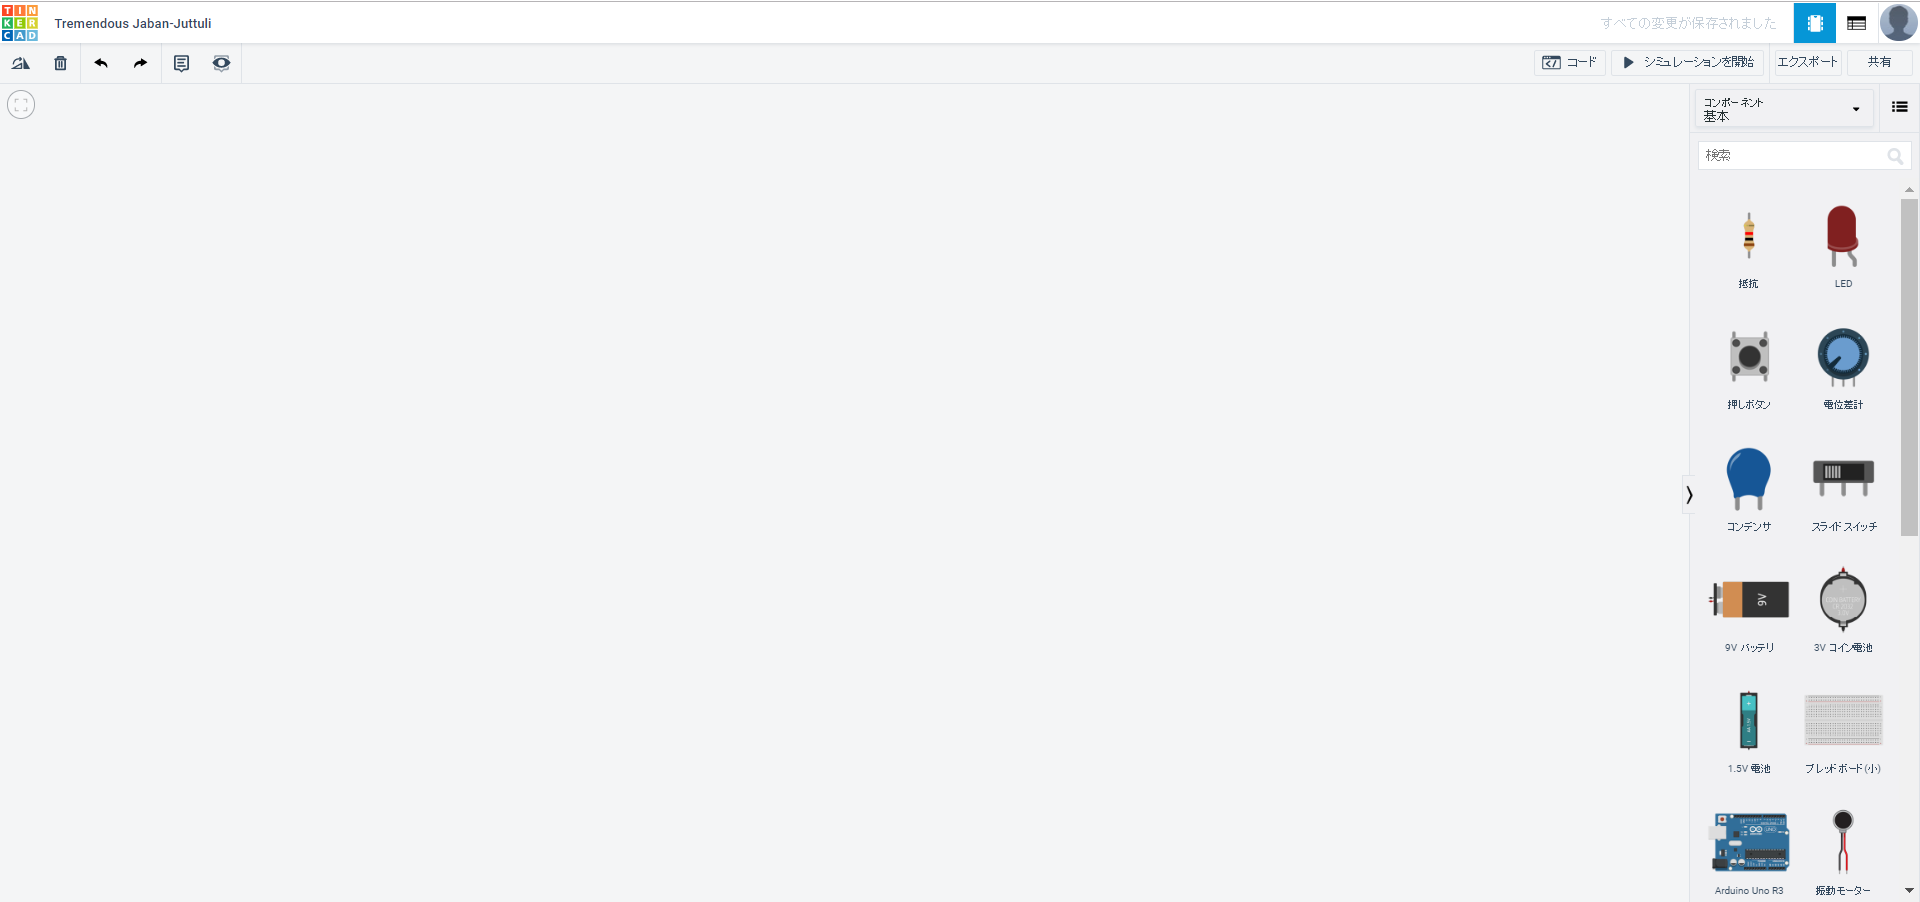 TIN
KER
CAD
Tremendous Jaban-Juttuli
すべての変更が保存されました
コード
シミュレーションを開始
エクスポート
共有
コンポーネント
基本
検索
抵抗
LED
押しボタン
電位差計
コンデンサ
スライド スイッチ
9V
9V バッテリ
3V コイン電池
1.5V 電池
ブレッドボード (小)
Arduino Uno R3
振動モーター